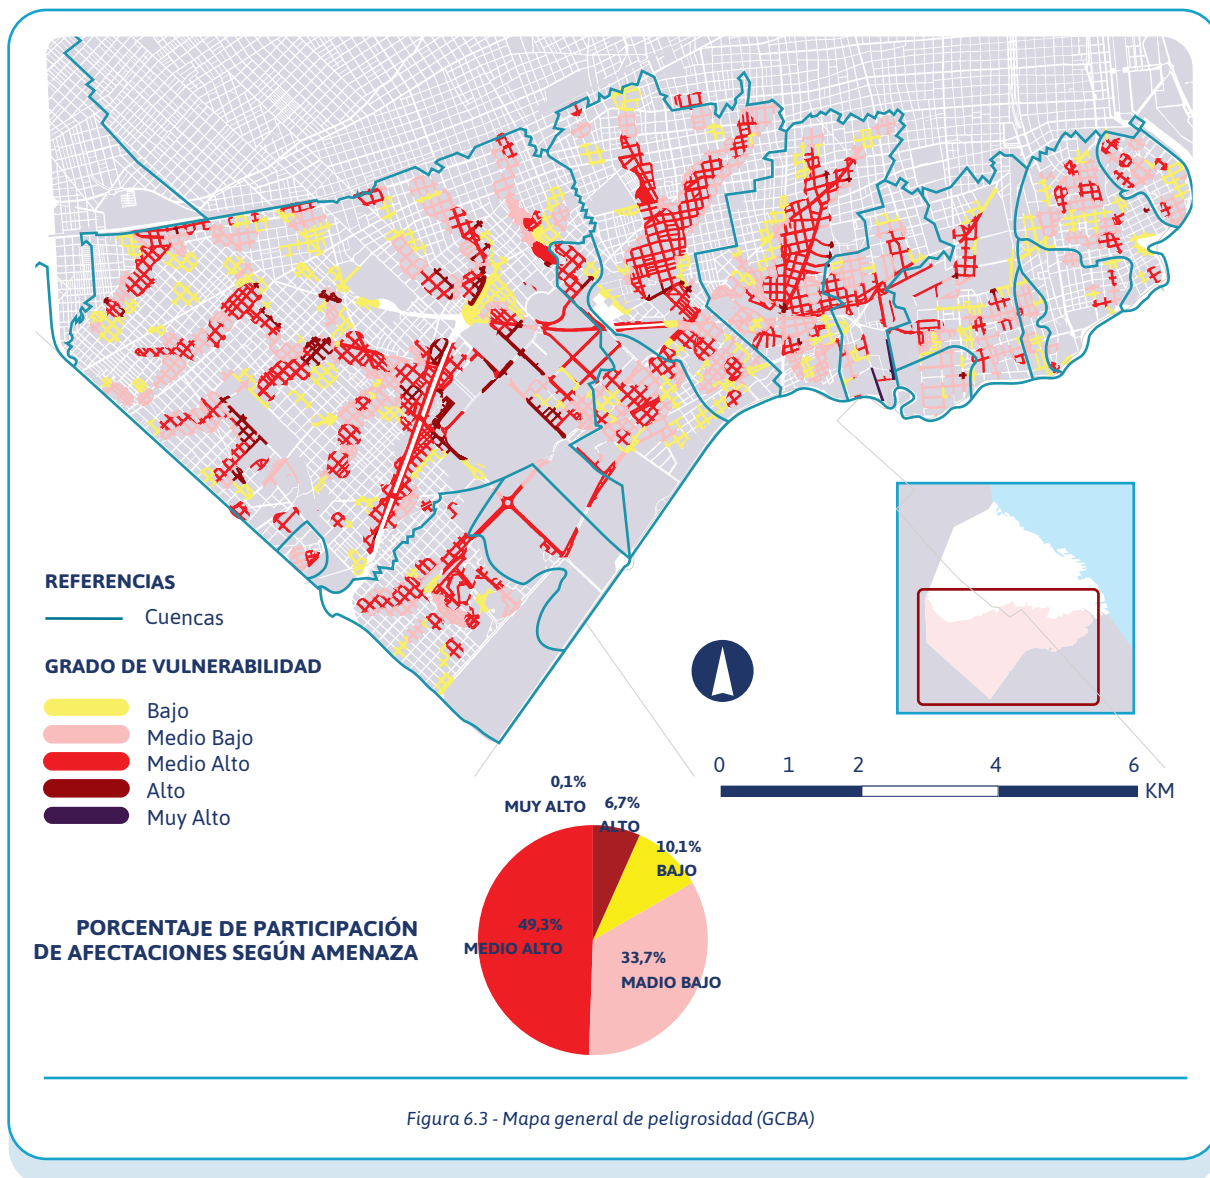 REFERENCIAS
Cuencas
GRADO DE VULNERABILIDAD
Bajo
Medio Bajo
Medio Alto
Alto
Muy Alto
0 1 2 4 6
KM
0,1%
MUY ALTO
6,7%
ALTO
10,1%
BAJO
49,3%
MEDIO ALTO
33,7%
MADIO BAJO
PORCENTAJE DE PARTICIPACIÓN
DE AFECTACIONES SEGÚN AMENAZA
Figura 6.3 - Mapa general de peligrosidad (GCBA)